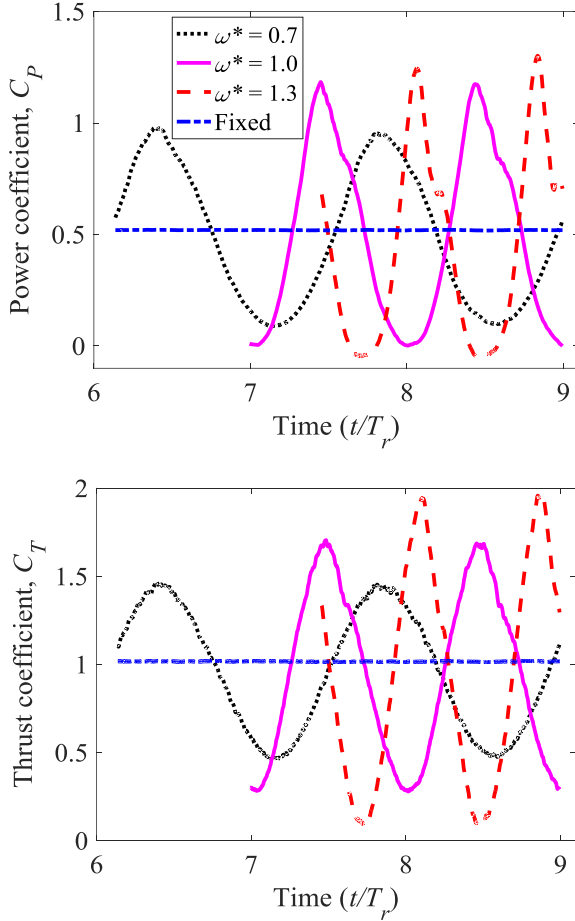 Power coefficient, C_P
1.5
1
0.5
0
ω* = 0.7
ω* = 1.0
ω* = 1.3
Fixed
6 7 8 9
Time (t/T_r)
Thrust coefficient, C_T
2
1.5
1
0.5
0
6 7 8 9
Time (t/T_r)